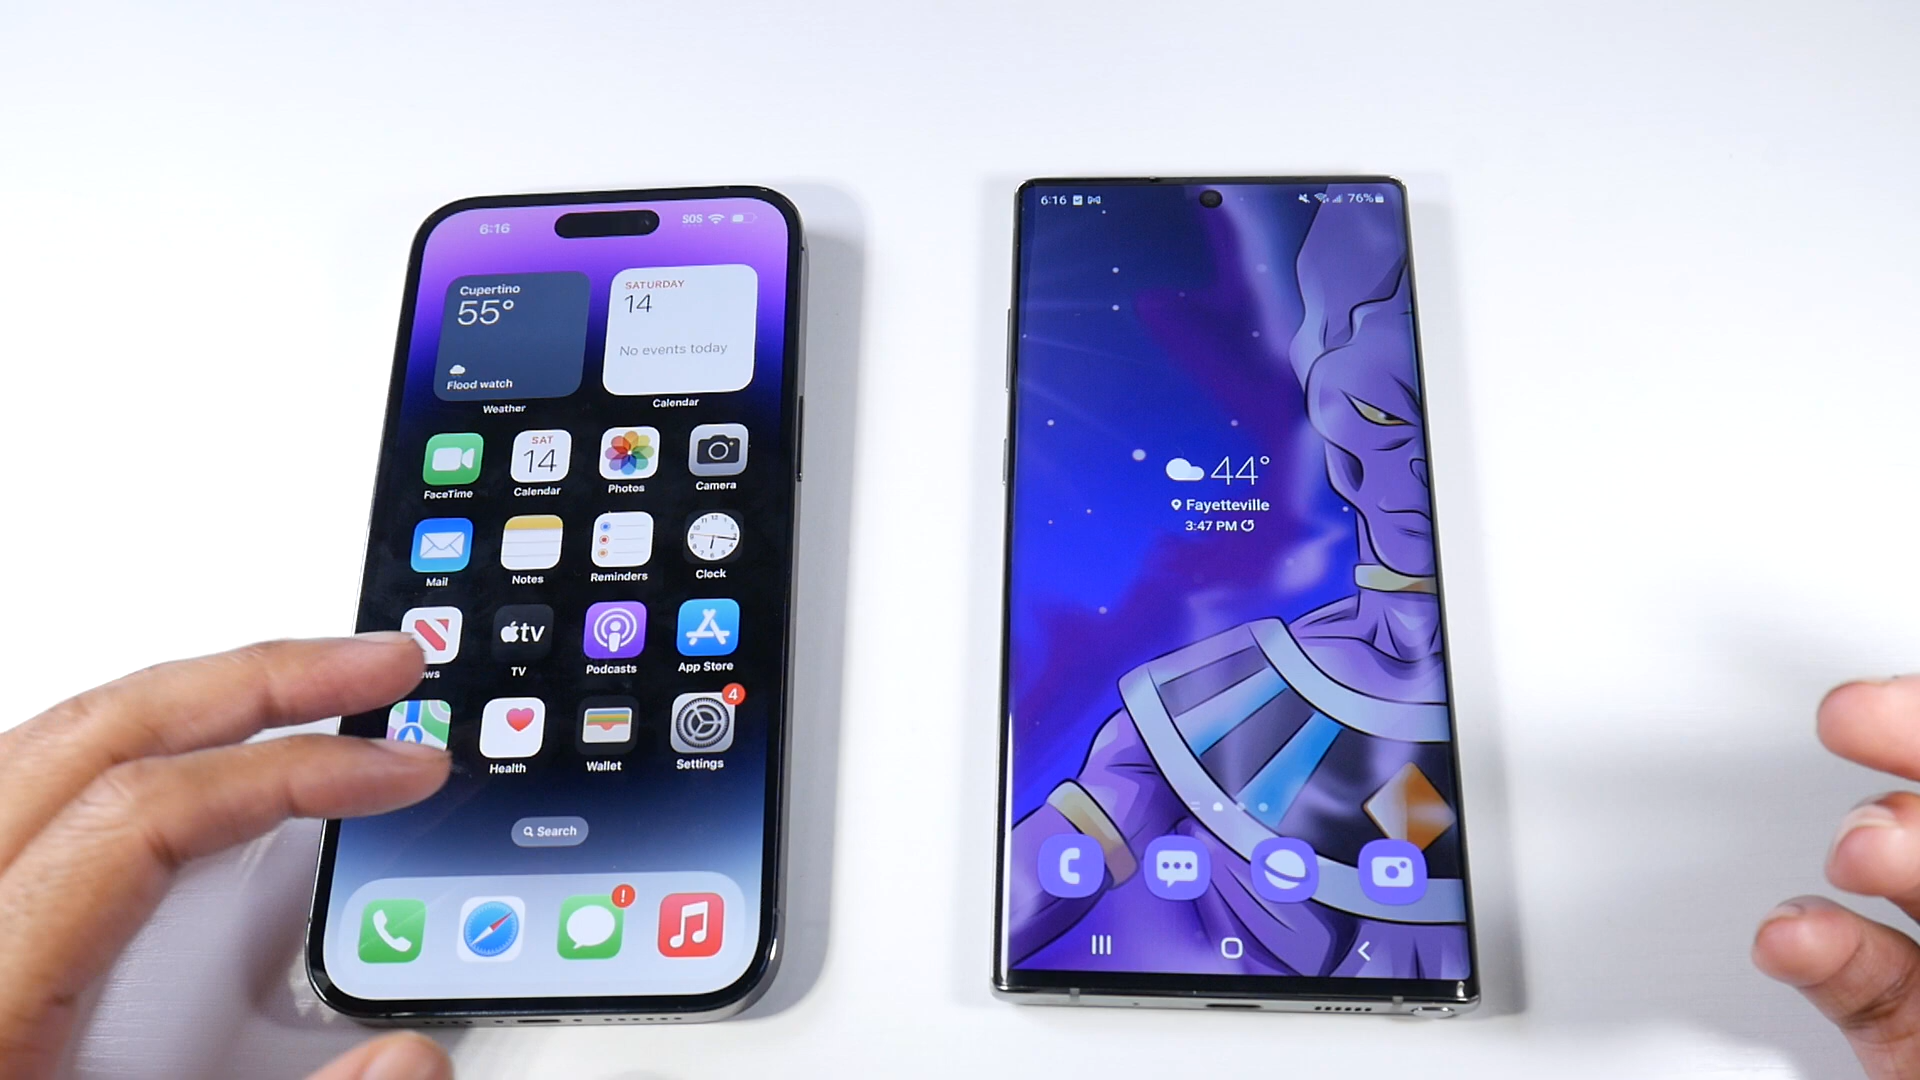 6:16
SOS
Cupertino
55°
Flood watch
Weather
SATURDAY
14
No events today
Calendar
FaceTime
SAT
14
Calendar
Photos
Camera
Mail
Notes
Reminders
Clock
ws
tv
TV
Podcasts
App Store
Health
Wallet
4
Settings
Search
!
6:16
76%
44°
Fayetteville
3:47 PM